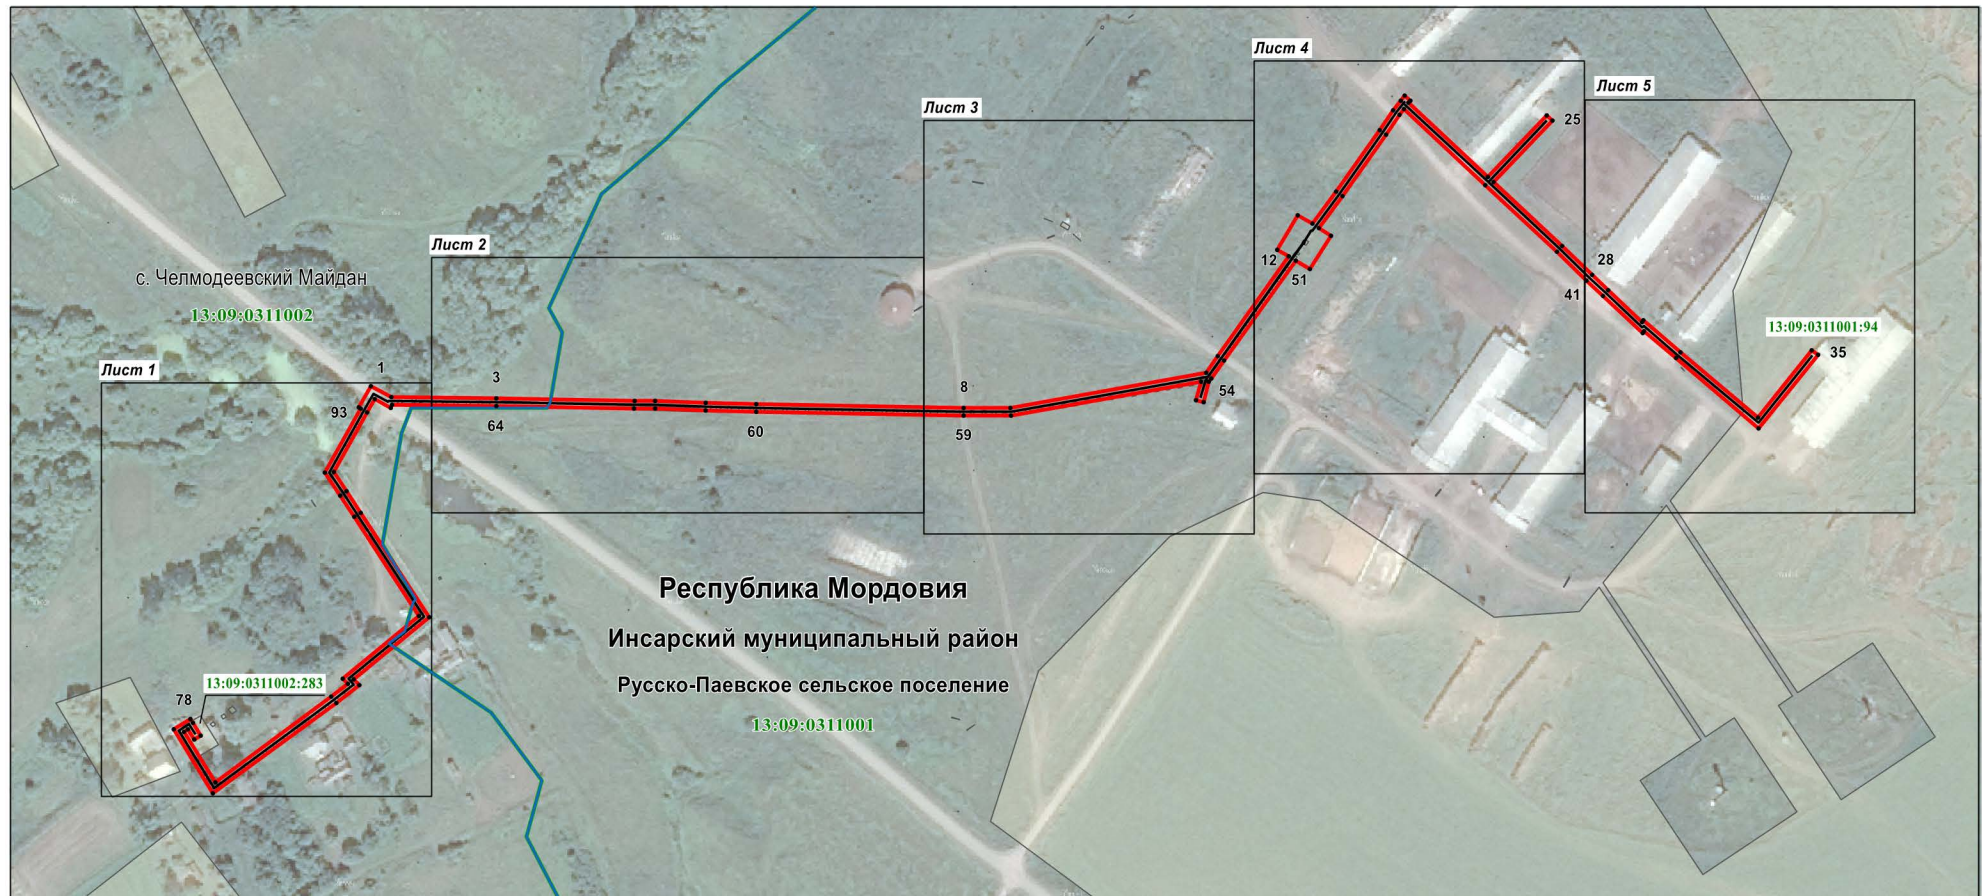 Лист 4
Лист 5
Лист 3
25
Лист 2
12
51
28
41
с. Челмодеевский Майдан
13:09:0311002
13:09:0311001:94
35
Лист 1
1
3
8
54
93
64
60
59
Республика Мордовия
Инсарский муниципальный район
Русско-Паевское сельское поселение
13:09:0311001
13:09:0311002:283
78